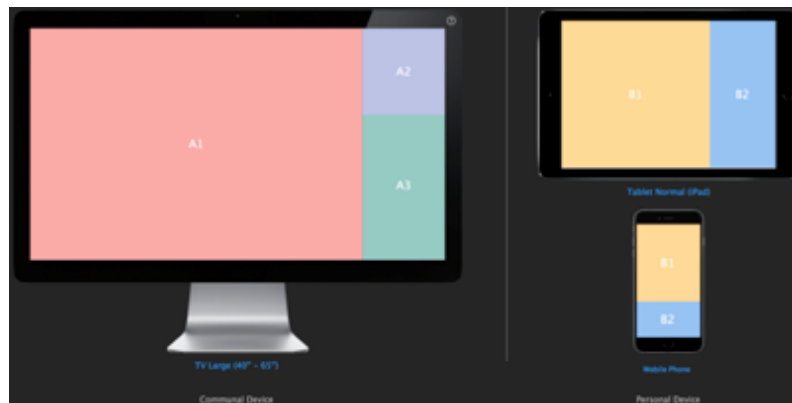 A1
A2
A3
TV Large (40" - 65")
Communal Device
B1
B2
Tablet Normal (iPad)
B1
B2
Mobile Phone
Personal Device